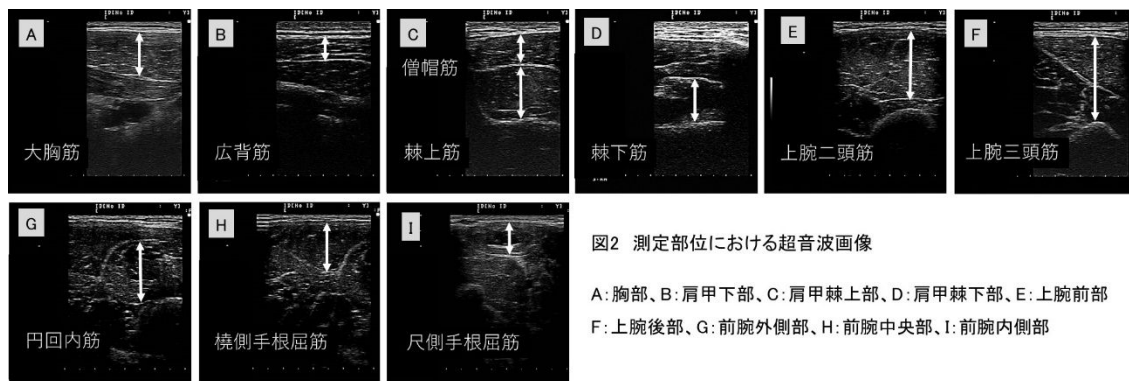 A
大胸筋
B
広背筋
C
僧帽筋
棘上筋
D
棘下筋
E
上腕二頭筋
F
上腕三頭筋
G
円回内筋
H
橈側手根屈筋
I
尺側手根屈筋
図2 測定部位における超音波画像
A:胸部、B:肩甲下部、C:肩甲棘上部、D:肩甲棘下部、E:上腕前部
F:上腕後部、G:前腕外側部、H:前腕中央部、I:前腕内側部